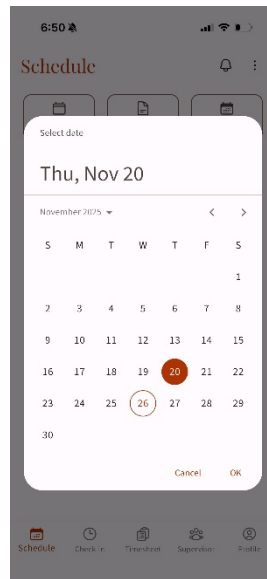 6:50
Schedule
Select date
Thu, Nov 20
November 2025
S M T W T F S
1
2 3 4 5 6 7 8
9 10 11 12 13 14 15
16 17 18 19 20 21 22
23 24 25 26 27 28 29
30
Cancel OK
Schedule Check in Timesheet Supervisor Profile